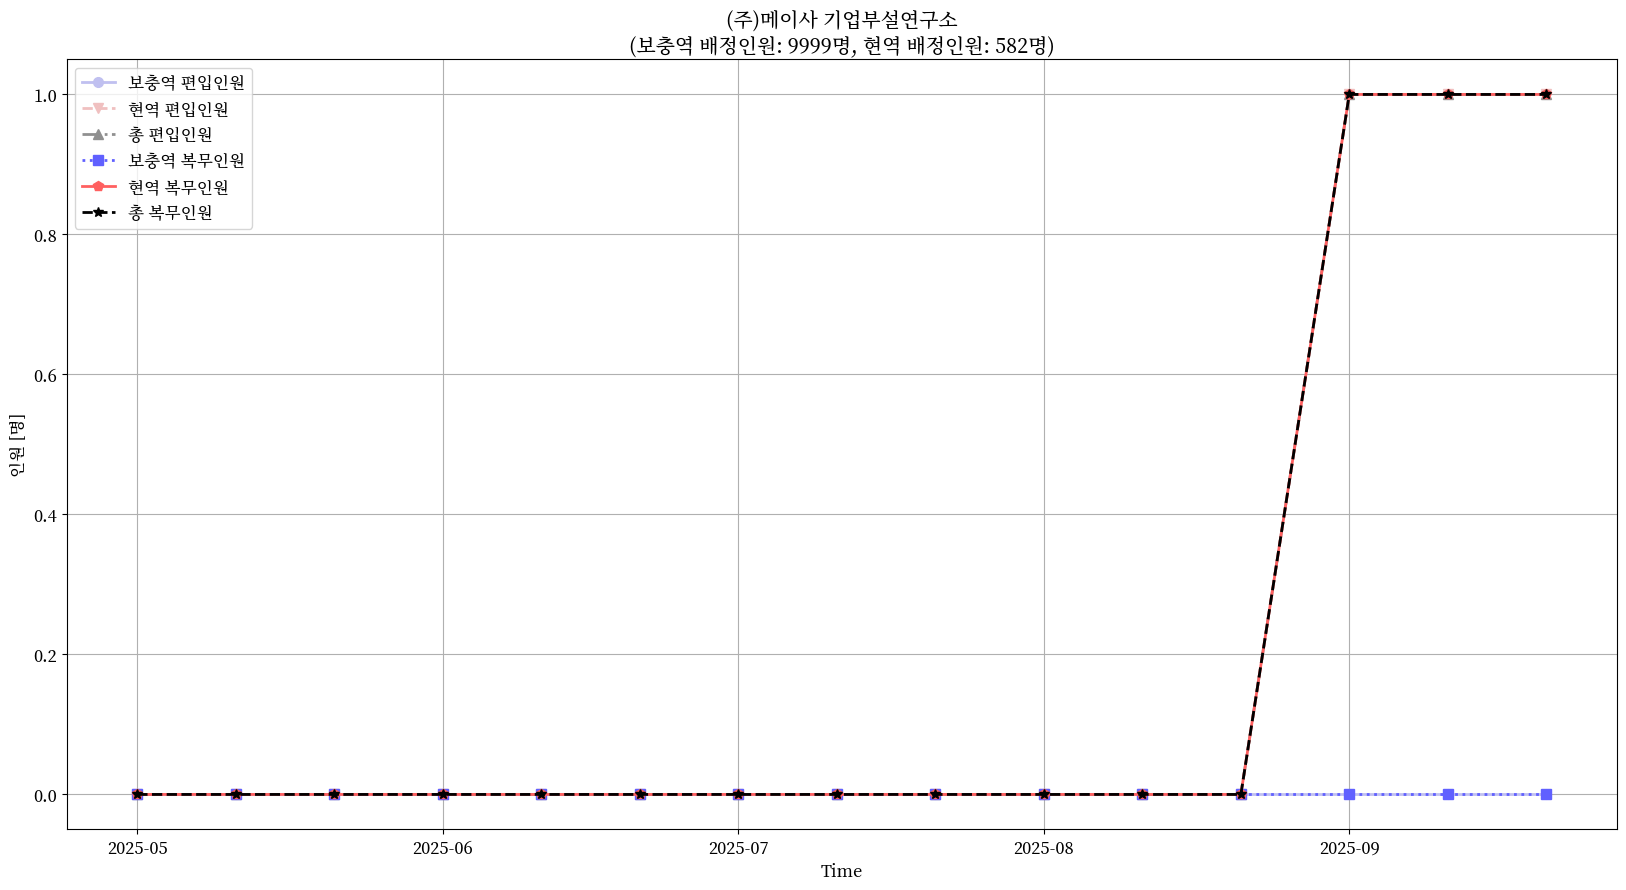 (주)메이사 기업부설연구소
(보충역 배정인원: 9999명, 현역 배정인원: 582명)
보충역 편입인원
현역 편입인원
총 편입인원
보충역 복무인원
현역 복무인원
총 복무인원
인원 [명]
1.0
0.8
0.6
0.4
0.2
0.0
2025-05
2025-06
2025-07
2025-08
2025-09
Time